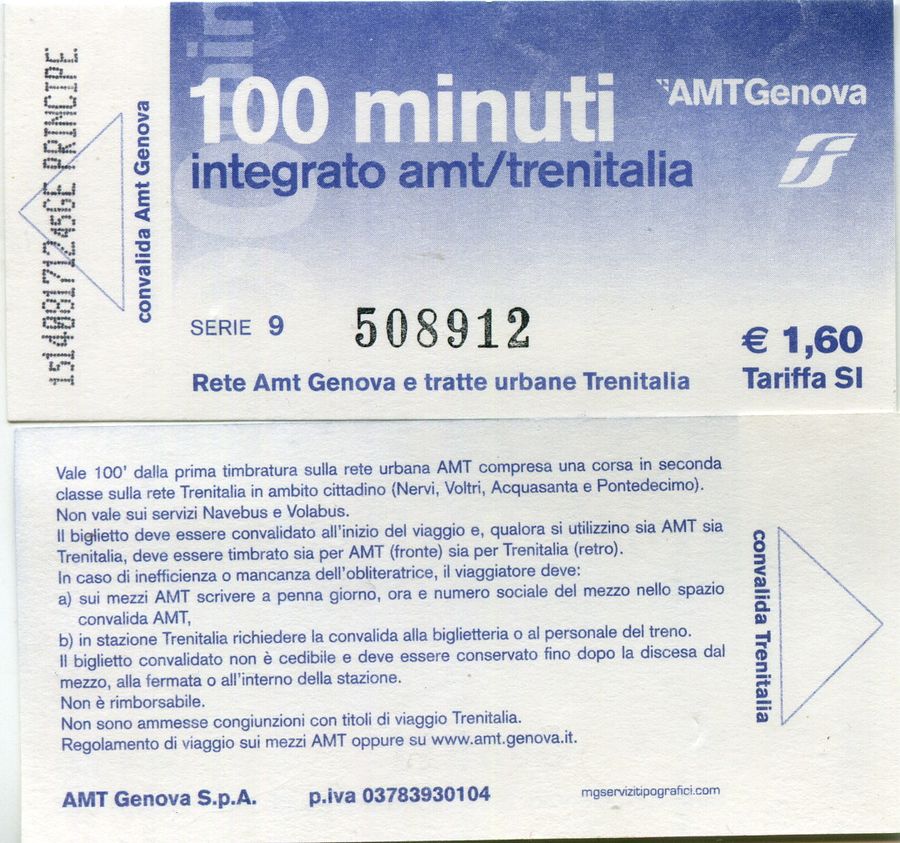 15140817 1245GE PRINCIPE
convalida Amt Genova
100 minuti
integrato amt/trenitalia
AMTGenova
SERIE 9
508912
€ 1,60
Rete Amt Genova e tratte urbane Trenitalia
Tariffa SI
Vale 100' dalla prima timbratura sulla rete urbana AMT compresa una corsa in seconda
classe sulla rete Trenitalia in ambito cittadino (Nervi, Voltri, Acquasanta e Pontedecimo).
Non vale sui servizi Navebus e Volabus.
Il biglietto deve essere convalidato all'inizio del viaggio e, qualora si utilizzino sia AMT sia
Trenitalia, deve essere timbrato sia per AMT (fronte) sia per Trenitalia (retro).
In caso di inefficienza o mancanza dell'obliteratrice, il viaggiatore deve:
a) sui mezzi AMT scrivere a penna giorno, ora e numero sociale del mezzo nello spazio
convalida AMT,
b) in stazione Trenitalia richiedere la convalida alla biglietteria o al personale del treno.
Il biglietto convalidato non è cedibile e deve essere conservato fino dopo la discesa dal
mezzo, alla fermata o all'interno della stazione.
Non è rimborsabile.
Non sono ammesse congiunzioni con titoli di viaggio Trenitalia.
Regolamento di viaggio sui mezzi AMT oppure su www.amt.genova.it.
convalida Trenitalia
AMT Genova S.p.A.
p.iva 03783930104
mgservizitipografici.com